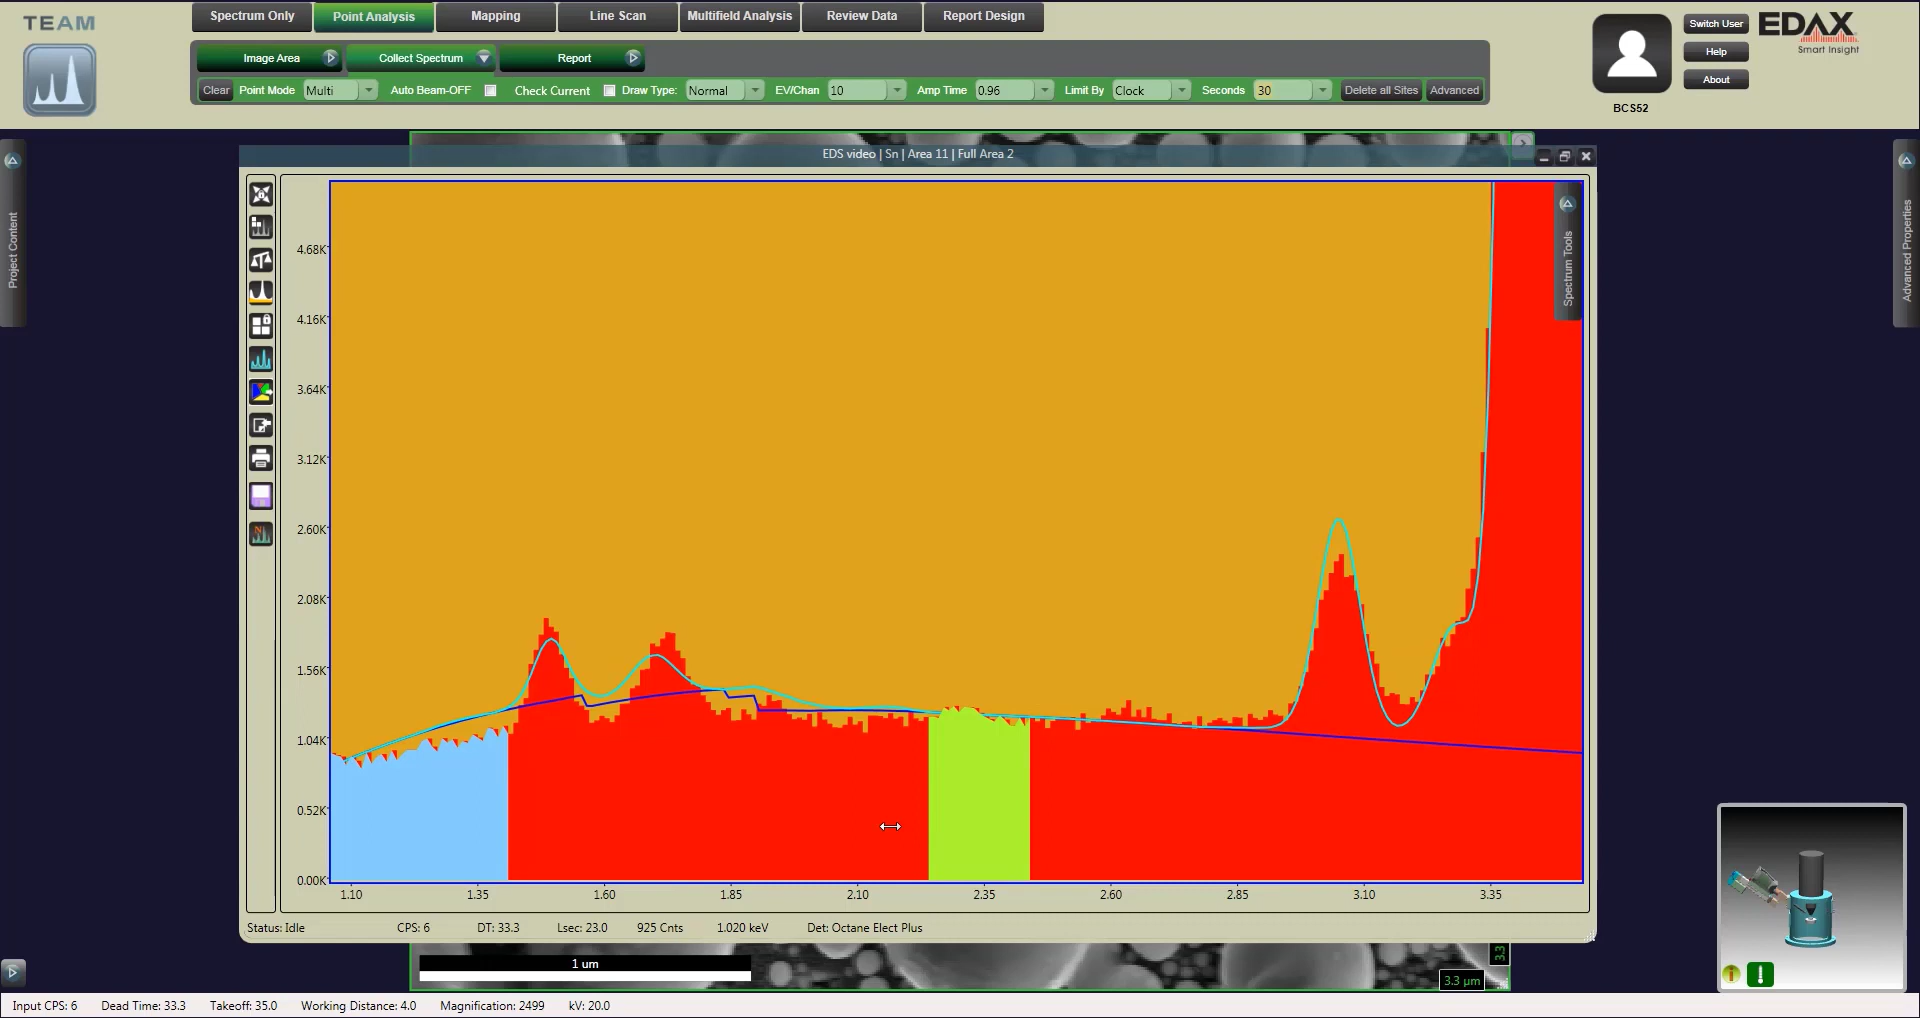 TEAM
Spectrum Only Point Analysis Mapping Line Scan Multifield Analysis Review Data Report Design
Switch User
EDAX
Smart Insight
Help
About
BCS52
Image Area Collect Spectrum Report
Clear Point Mode Multi Auto Beam-OFF Check Current Draw Type: Normal EV/Chan 10 Amp Time 0.96 Limit By Clock Seconds 30 Delete all Sites Advanced
Project Content
EDS video | Sn | Area 11 | Full Area 2
Spectrum Tools
Advanced Properties
4.68K
4.16K
3.64K
3.12K
2.60K
2.08K
1.56K
1.04K
0.52K
0.00K
1.10 1.35 1.60 1.85 2.10 2.35 2.60 2.85 3.10 3.35
Status: Idle CPS: 6 DT: 33.3 Lsec: 23.0 925 Cnts 1.020 keV Det: Octane Elect Plus
1 um
3.3
3.3 µm
Input CPS: 6 Dead Time: 33.3 Takeoff: 35.0 Working Distance: 4.0 Magnification: 2499 kV: 20.0